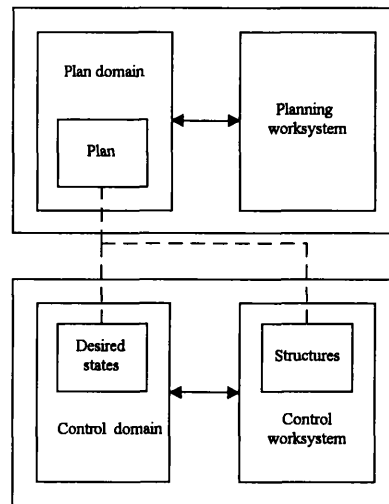 Plan domain
Plan
Planning
worksystem
Desired
states
Control domain
Structures
Control
worksystem